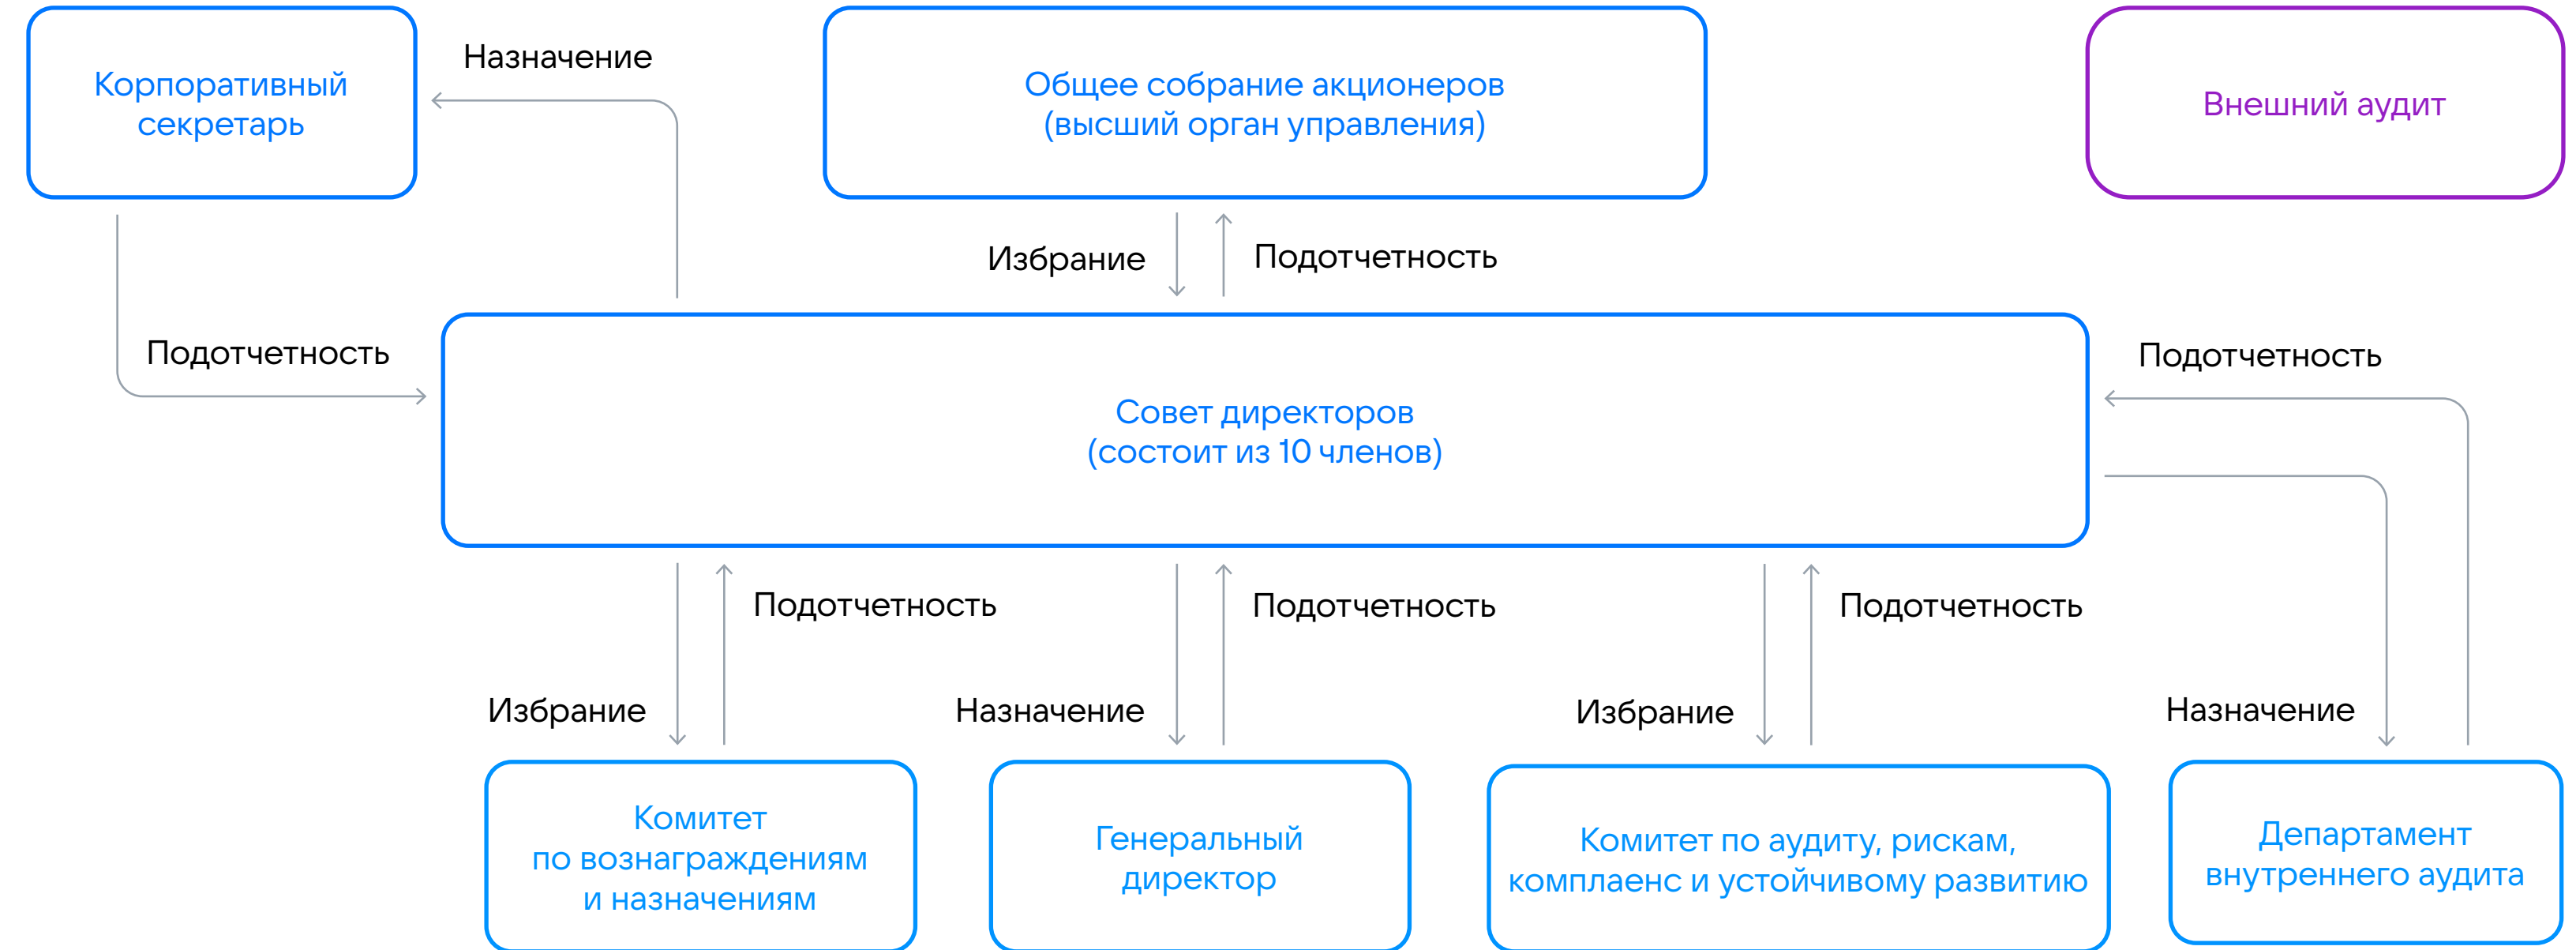 Корпоративный
секретарь
Назначение
Общее собрание акционеров
(высший орган управления)
Внешний аудит
Избрание
Подотчетность
Подотчетность
Подотчетность
Совет директоров
(состоит из 10 членов)
Подотчетность
Подотчетность
Подотчетность
Избрание
Назначение
Избрание
Назначение
Комитет
по вознаграждениям
и назначениям
Генеральный
директор
Комитет по аудиту, рискам,
комплаенс и устойчивому развитию
Департамент
внутреннего аудита